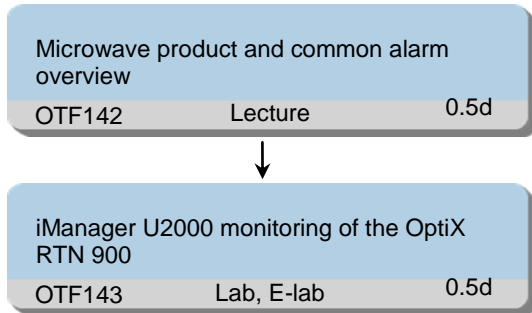 Microwave product and common alarm
overview
OTF142 Lecture 0.5d
iManager U2000 monitoring of the OptiX
RTN 900
OTF143 Lab, E-lab 0.5d